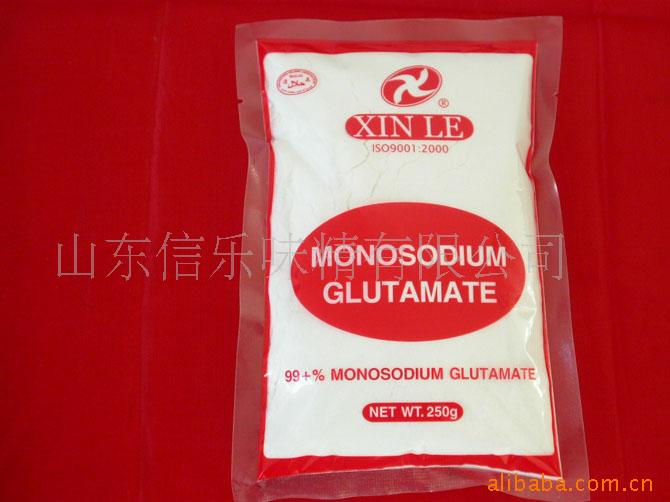 حلال
®
XIN LE
ISO9001:2000
山东信乐味精有限公司
MONOSODIUM
GLUTAMATE
99+% MONOSODIUM GLUTAMATE
NET WT. 250g
alibaba.com.cn